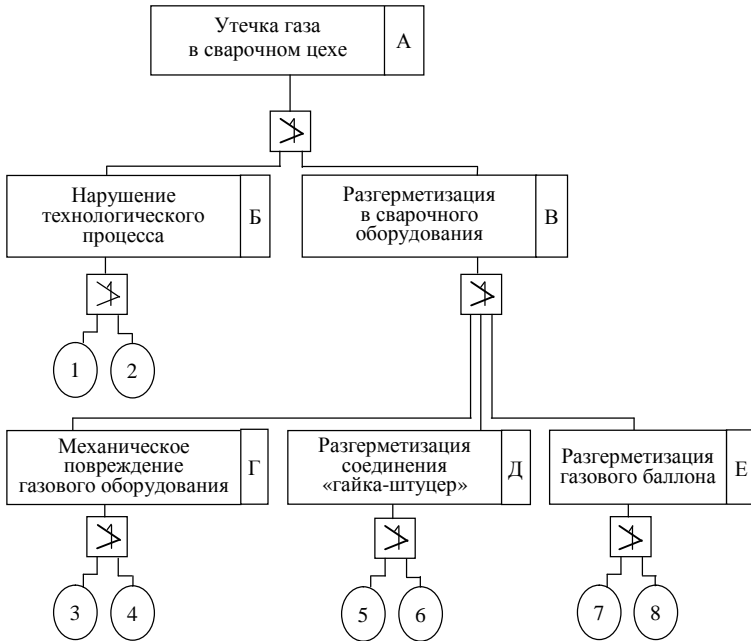 Утечка газа
в сварочном цехе
А
Нарушение
технологического
процесса
Б
Разгерметизация
в сварочного
оборудования
В
1
2
Механическое
повреждение
газового оборудования
Г
Разгерметизация
соединения
«гайка-штуцер»
Д
Разгерметизация
газового баллона
Е
3
4
5
6
7
8